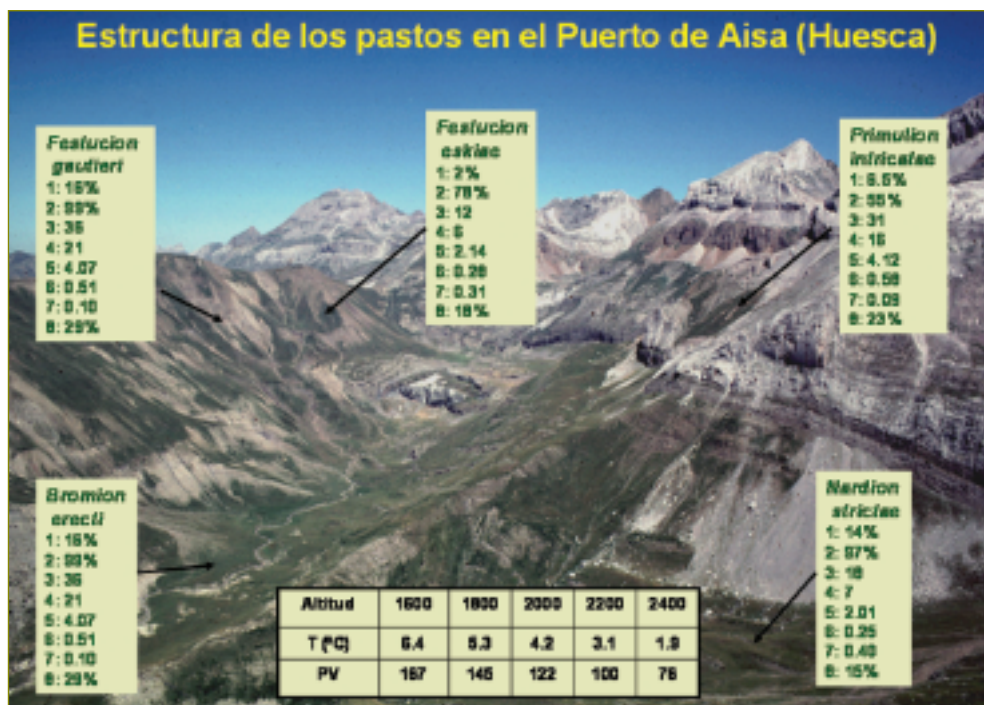 Estructura de los pastos en el Puerto de Aisa (Huesca)
Festucion
gautieri
1: 16%
2: 99%
3: 36
4: 21
5: 4.07
6: 0.51
7: 0.10
8: 29%
Festucion
eskiae
1: 2%
2: 78%
3: 12
4: 6
5: 2.14
6: 0.28
7: 0.31
8: 18%
Primulion
intricatae
1: 6.5%
2: 55%
3: 31
4: 16
5: 4.12
6: 0.58
7: 0.09
8: 23%
Bromion
erecti
1: 16%
2: 99%
3: 36
4: 21
5: 4.07
6: 0.51
7: 0.10
8: 29%
Nardion
strictae
1: 14%
2: 97%
3: 18
4: 7
5: 2.01
6: 0.25
7: 0.40
8: 15%
Altitud 1600 1800 2000 2200 2400
T (ºC) 6.4 5.3 4.2 3.1 1.9
PV 167 145 122 100 76